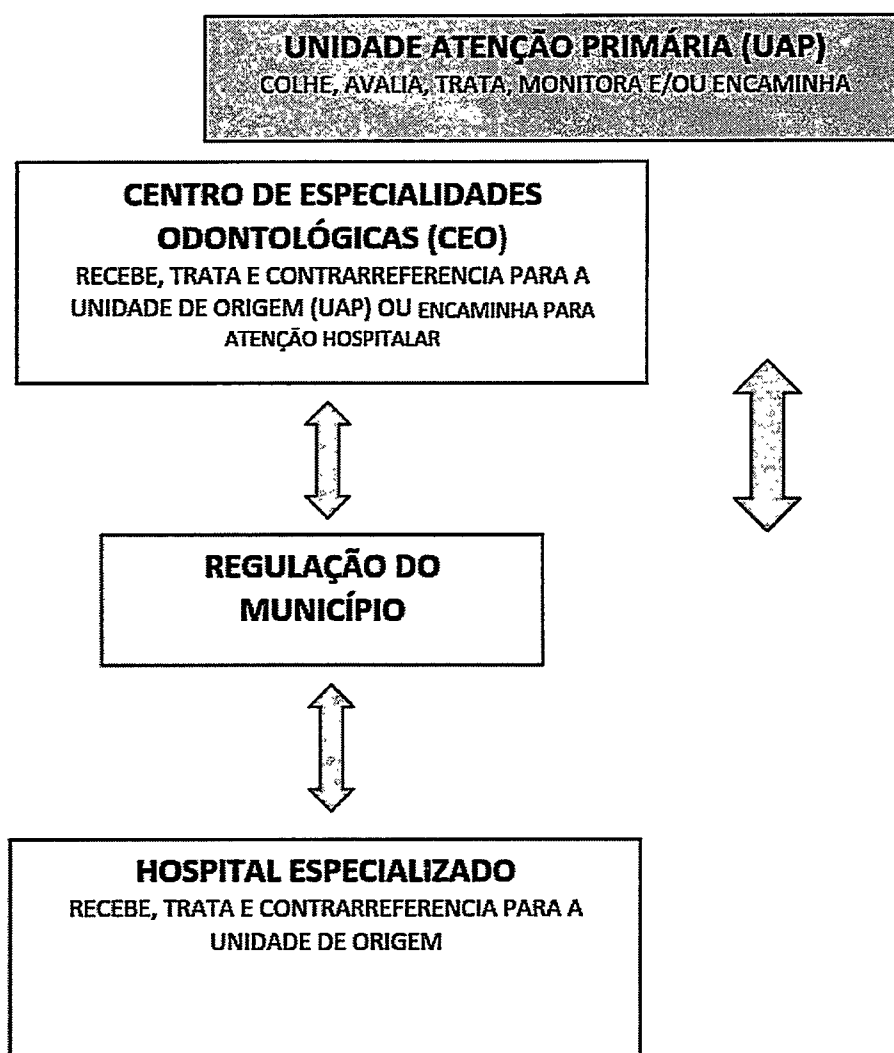 UNIDADE ATENÇÃO PRIMÁRIA (UAP)
COLHE, AVALIA, TRATA, MONITORA E/OU ENCAMINHA
CENTRO DE ESPECIALIDADES
ODONTOLÓGICAS (CEO)
RECEBE, TRATA E CONTRARREFERENCIA PARA A
UNIDADE DE ORIGEM (UAP) OU ENCAMINHA PARA
ATENÇÃO HOSPITALAR
REGULAÇÃO DO
MUNICÍPIO
HOSPITAL ESPECIALIZADO
RECEBE, TRATA E CONTRARREFERENCIA PARA A
UNIDADE DE ORIGEM